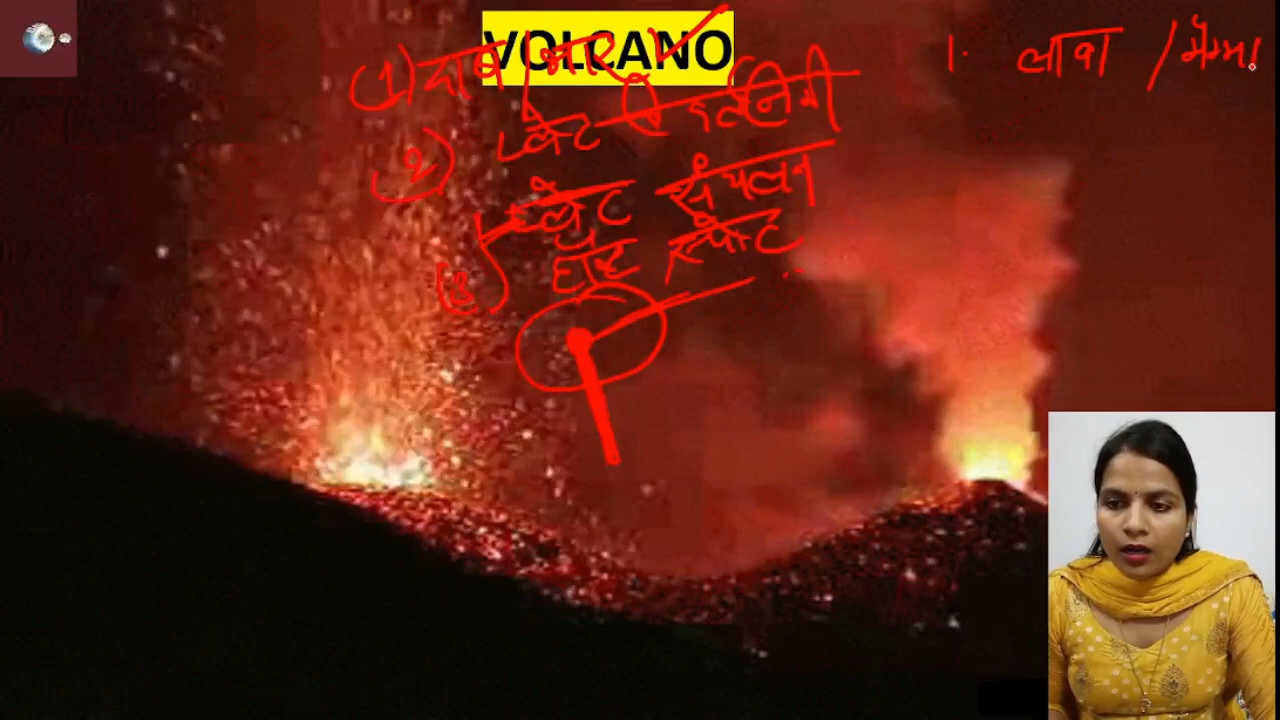 VOLCANO
1. लावा / मैग्मा
(1) दाब / भार
(2) प्लेट विवर्तनिकी
प्लेट संचलन
(3) हॉट स्पॉट